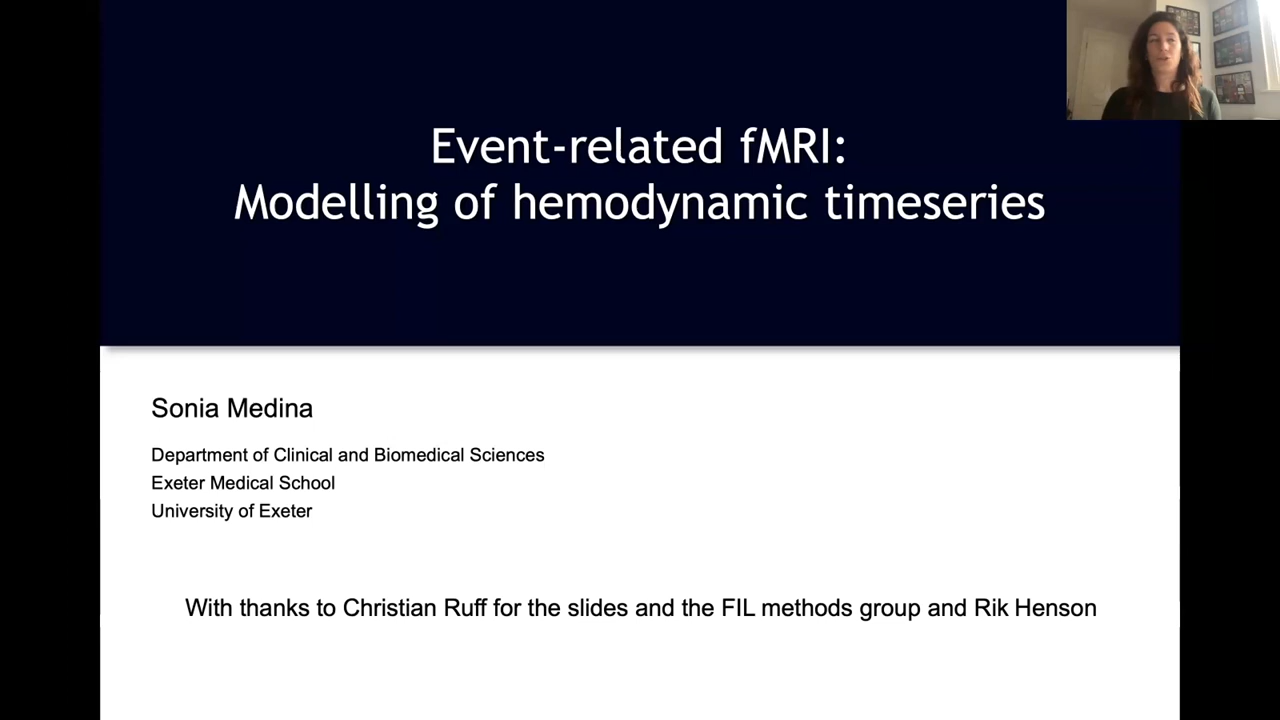 Event-related fMRI:
Modelling of hemodynamic timeseries
Sonia Medina
Department of Clinical and Biomedical Sciences
Exeter Medical School
University of Exeter
With thanks to Christian Ruff for the slides and the FIL methods group and Rik Henson